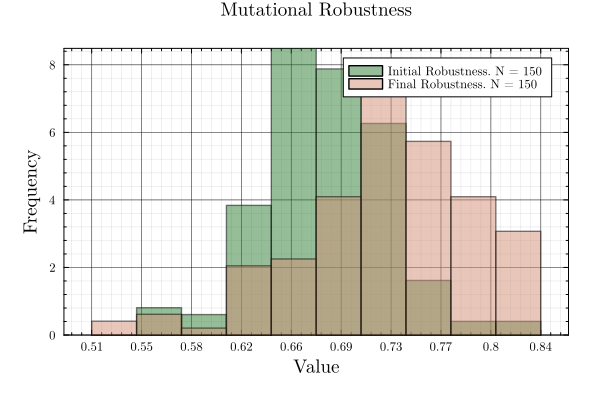 Mutational Robustness
Initial Robustness. N = 150
Final Robustness. N = 150
Frequency
8
6
4
2
0
0.51 0.55 0.58 0.62 0.66 0.69 0.73 0.77 0.8 0.84
Value